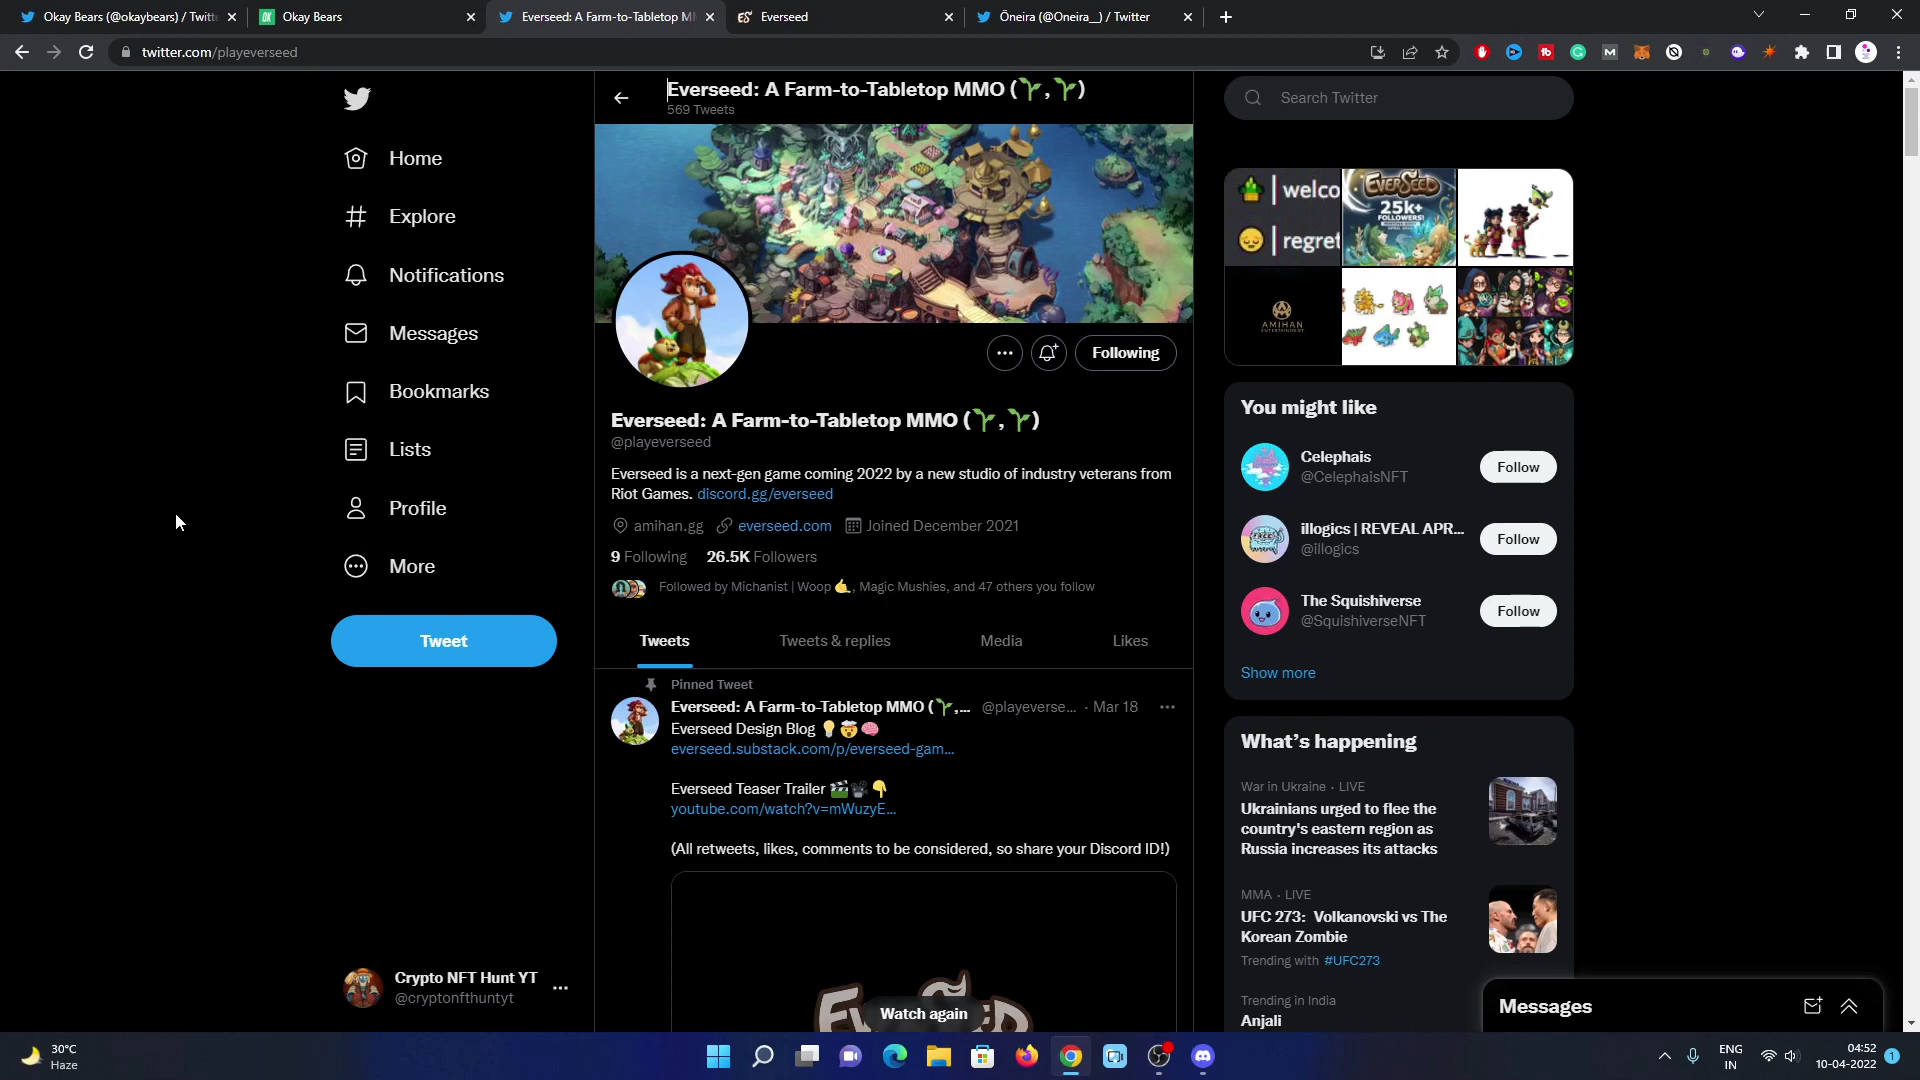 Okay Bears (@okaybears) / Twitt
Okay Bears
Everseed: A Farm-to-Tabletop M
Everseed
Ōneira (@Oneira__) / Twitter
twitter.com/playeverseed
Everseed: A Farm-to-Tabletop MMO (🌱,🌱)
569 Tweets
Search Twitter
Home
Explore
Notifications
Messages
Bookmarks
Lists
Profile
More
Tweet
Crypto NFT Hunt YT
@cryptonfthuntyt
Following
Everseed: A Farm-to-Tabletop MMO (🌱,🌱)
@playeverseed
Everseed is a next-gen game coming 2022 by a new studio of industry veterans from
Riot Games. discord.gg/everseed
amihan.gg everseed.com Joined December 2021
9 Following 26.5K Followers
Followed by Michanist | Woop 🤙, Magic Mushies, and 47 others you follow
Tweets Tweets & replies Media Likes
Pinned Tweet
Everseed: A Farm-to-Tabletop MMO (🌱,... @playeverse... · Mar 18
Everseed Design Blog 💡🤯🧠
everseed.substack.com/p/everseed-gam...
Everseed Teaser Trailer 🎬🎥👇
youtube.com/watch?v=mWuzyE...
(All retweets, likes, comments to be considered, so share your Discord ID!)
Watch again
welco
regret
EVERSEED
25k+
FOLLOWERS!
AMIHAN
ENTERTAINMENT
You might like
Celephais
@CelephaisNFT
Follow
illogics | REVEAL APR...
@illogics
Follow
The Squishiverse
@SquishiverseNFT
Follow
Show more
What's happening
War in Ukraine · LIVE
Ukrainians urged to flee the
country's eastern region as
Russia increases its attacks
MMA · LIVE
UFC 273: Volkanovski vs The
Korean Zombie
Trending with #UFC273
Trending in India
Anjali
Messages
30°C
Haze
ENG
IN
04:52
10-04-2022
1